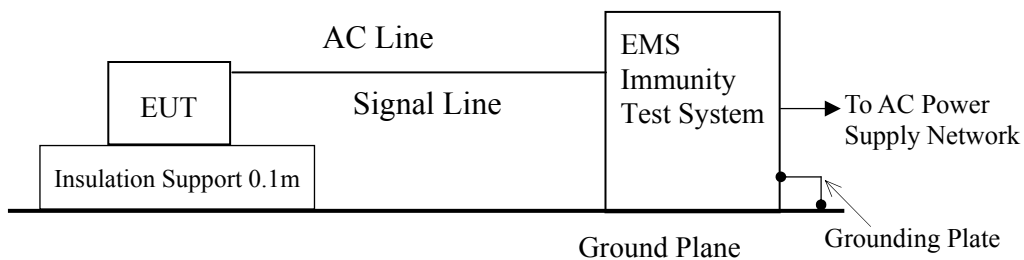 AC Line
EMS
Immunity
Test System
EUT
Signal Line
To AC Power
Supply Network
Insulation Support 0.1m
Ground Plane
Grounding Plate